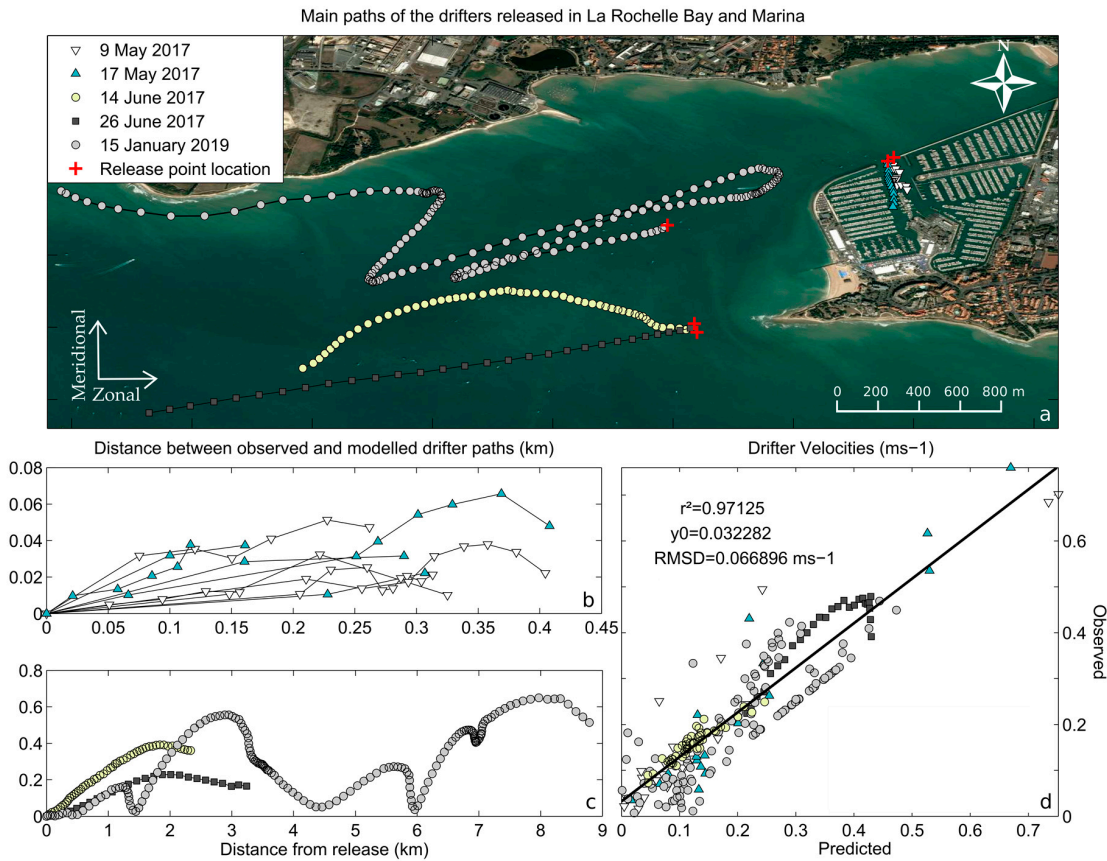 Main paths of the drifters released in La Rochelle Bay and Marina
9 May 2017
17 May 2017
14 June 2017
26 June 2017
15 January 2019
Release point location
N
Meridional
Zonal
0 200 400 600 800 m
a
Distance between observed and modelled drifter paths (km)
0.08
0.06
0.04
0.02
0
0 0.05 0.1 0.15 0.2 0.25 0.3 0.35 0.4 0.45
b
0.8
0.6
0.4
0.2
0
0 1 2 3 4 5 6 7 8 9
c
Distance from release (km)
Drifter Velocities (ms−1)
r²=0.97125
y0=0.032282
RMSD=0.066896 ms−1
0.6
0.4
0.2
0
Observed
d
0 0.1 0.2 0.3 0.4 0.5 0.6 0.7
Predicted